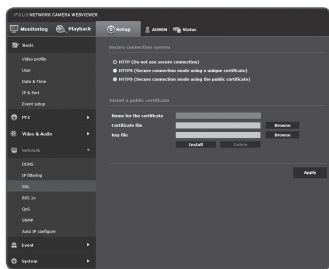 iPOLiS NETWORK CAMERA WEBVIEWER
Monitoring
Playback
Setup
ADMIN
Status
Basic
Video profile
User
Date & Time
IP & Port
Event setup
PTZ
Video & Audio
Network
DDNS
IP filtering
SSL
802.1x
QoS
SNMP
Auto IP configure
Event
System
Secure connection system
HTTP (Do not use secure connection)
HTTPS (Secure connection mode using a unique certificate)
HTTPS (Secure connection mode using the public certificate)
Install a public certificate
Name for the certificate
Certificate file
Browse
Key file
Browse
Install
Delete
Apply